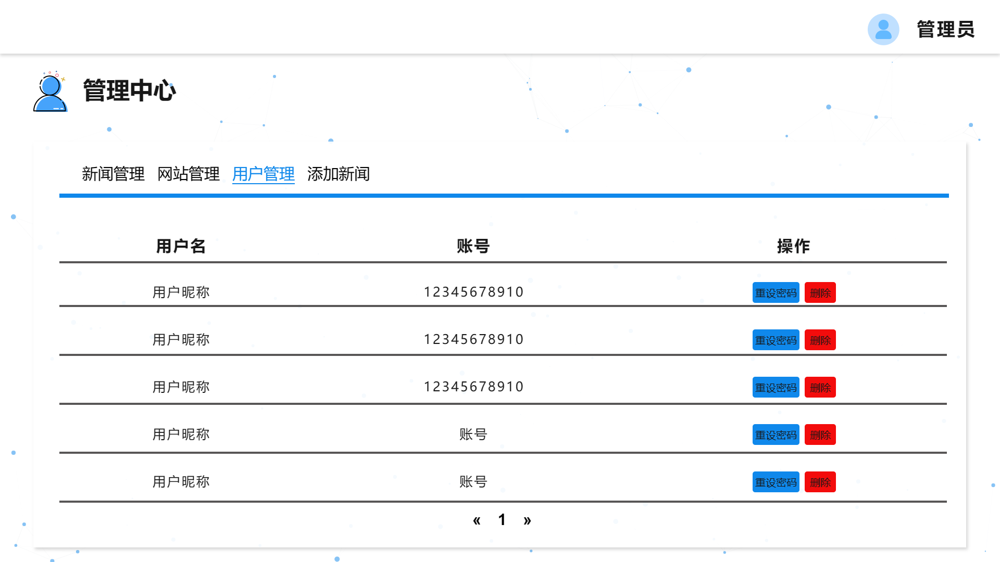 管理员
管理中心
新闻管理 网站管理 用户管理 添加新闻
用户名 账号 操作
用户昵称 12345678910 重设密码 删除
用户昵称 12345678910 重设密码 删除
用户昵称 12345678910 重设密码 删除
用户昵称 账号 重设密码 删除
用户昵称 账号 重设密码 删除
« 1 »